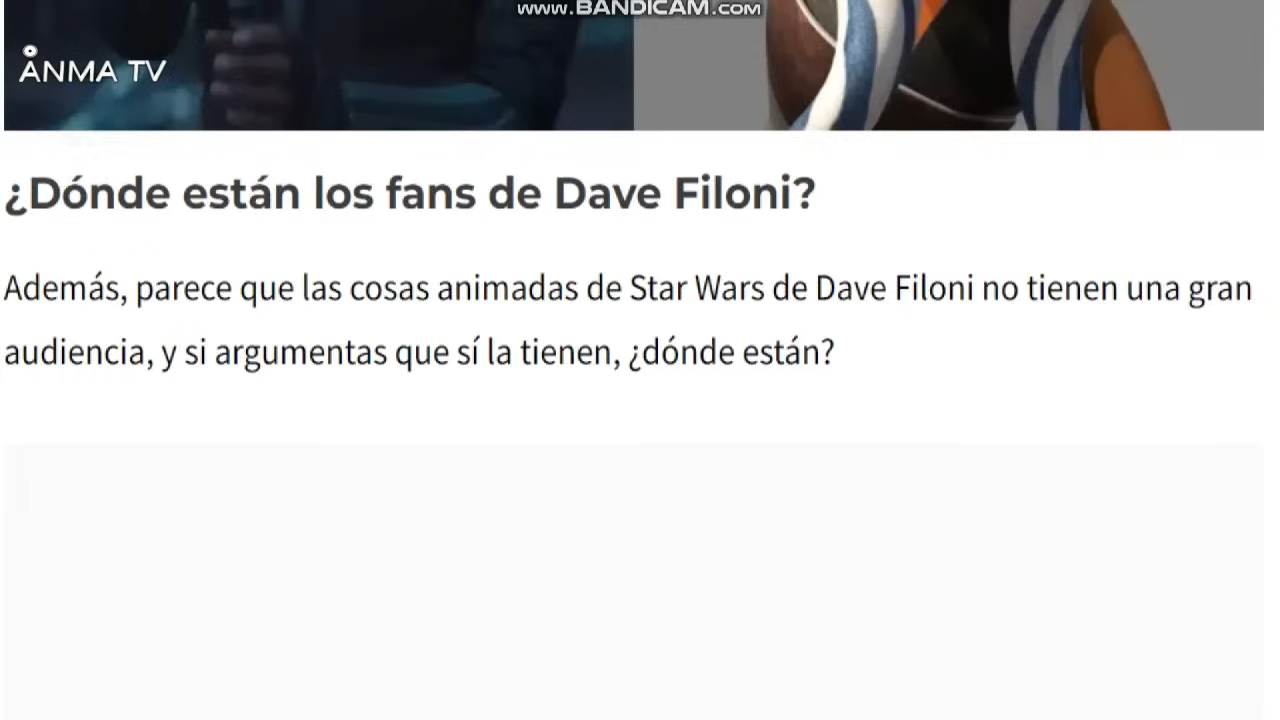 www.BANDICAM.com
ANMA TV
¿Dónde están los fans de Dave Filoni?
Además, parece que las cosas animadas de Star Wars de Dave Filoni no tienen una gran
audiencia, y si argumentas que sí la tienen, ¿dónde están?